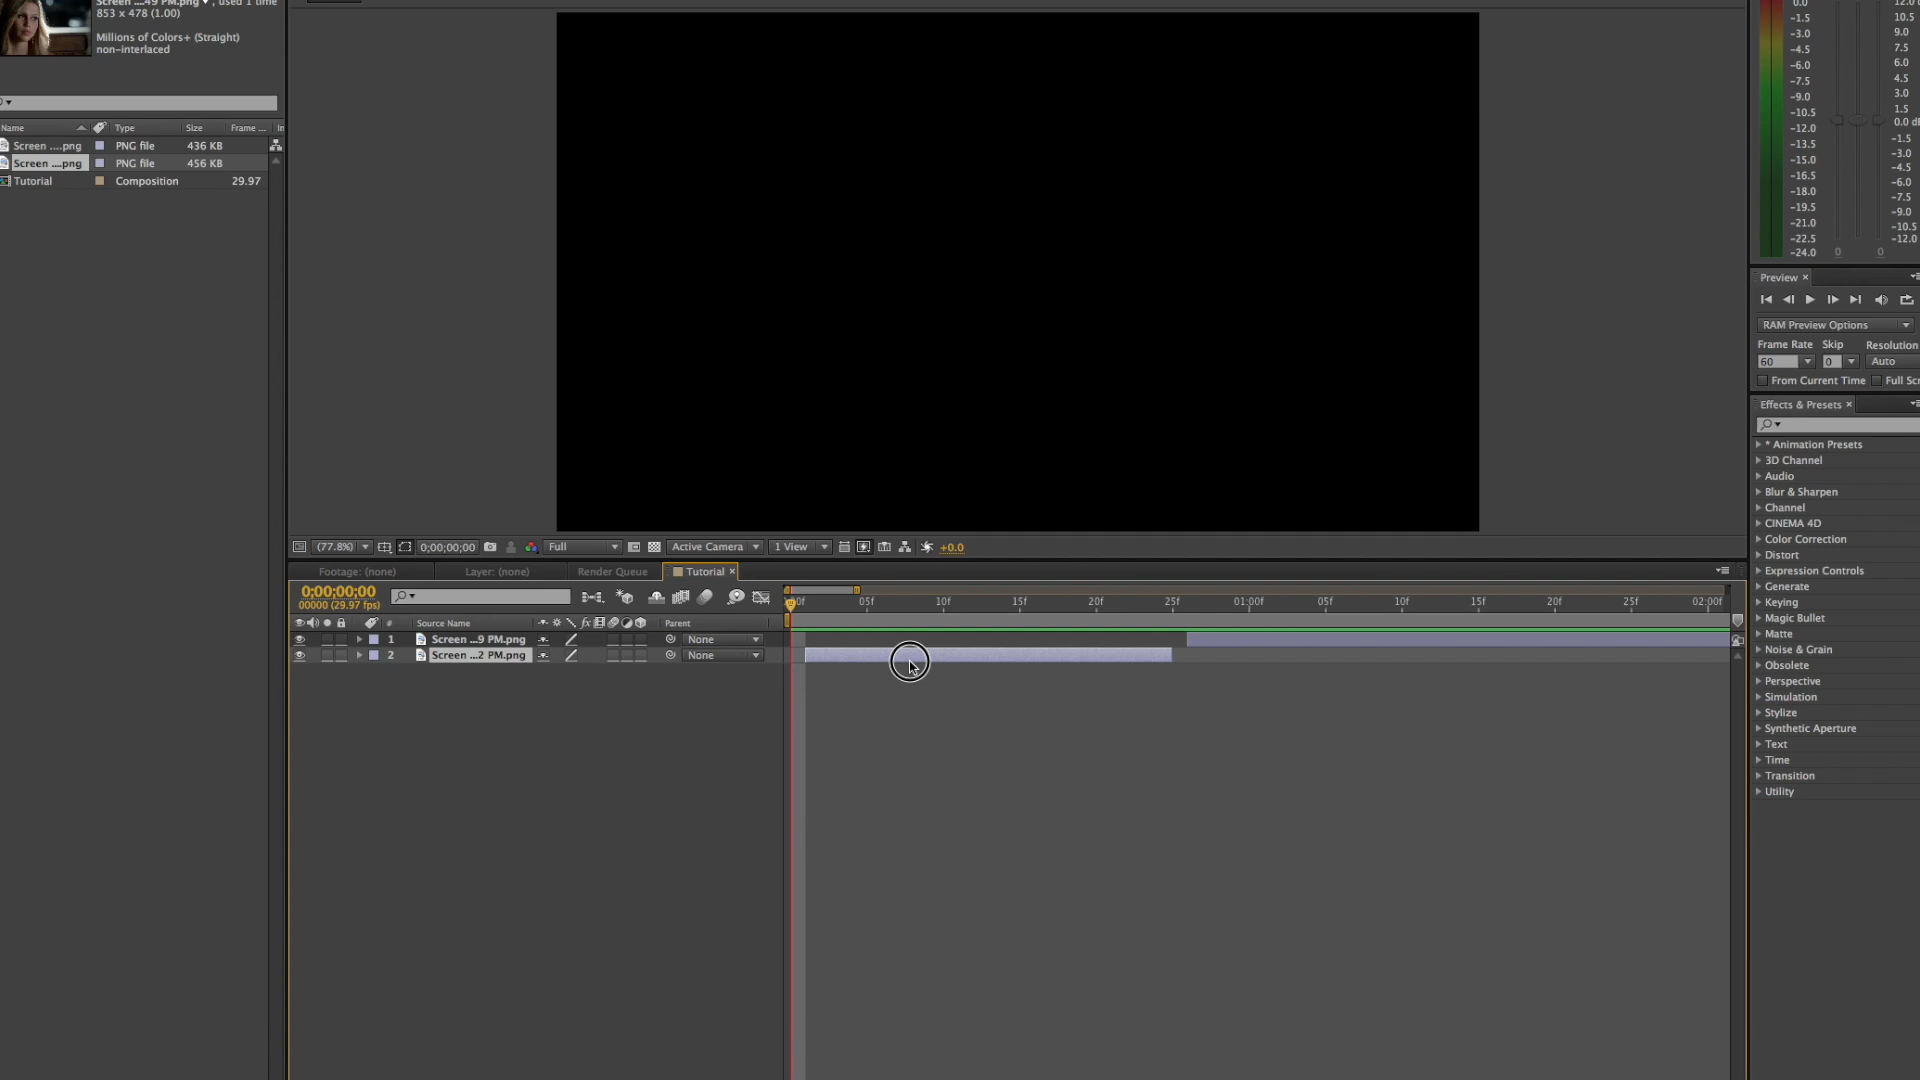 Screen ....49 PM.png ▾ , used 1 time
853 x 478 (1.00)
Millions of Colors+ (Straight)
non-interlaced
Name Type Size Frame ... In
Screen ....png PNG file 436 KB
Screen ....png PNG file 456 KB
Tutorial Composition 29.97
(77.8%) 0;00;00;00 Full Active Camera 1 View +0.0
Footage: (none) Layer: (none) Render Queue Tutorial ×
0;00;00;00
00000 (29.97 fps)
05f 10f 15f 20f 25f 01:00f 05f 10f 15f 20f 25f 02:00f
# Source Name fx Parent
1 Screen ...9 PM.png None
2 Screen ...2 PM.png None
0.0
-1.5
-3.0
-4.5
-6.0
-7.5
-9.0
-10.5
-12.0
-13.5
-15.0
-16.5
-18.0
-19.5
-21.0
-22.5
-24.0
12.0
10.5
9.0
7.5
6.0
4.5
3.0
1.5
0.0 dB
-1.5
-3.0
-4.5
-6.0
-7.5
-9.0
-10.5
-12.0
0 0
Preview ×
RAM Preview Options
Frame Rate Skip Resolution
60 0 Auto
From Current Time Full Scr
Effects & Presets ×
* Animation Presets
3D Channel
Audio
Blur & Sharpen
Channel
CINEMA 4D
Color Correction
Distort
Expression Controls
Generate
Keying
Magic Bullet
Matte
Noise & Grain
Obsolete
Perspective
Simulation
Stylize
Synthetic Aperture
Text
Time
Transition
Utility